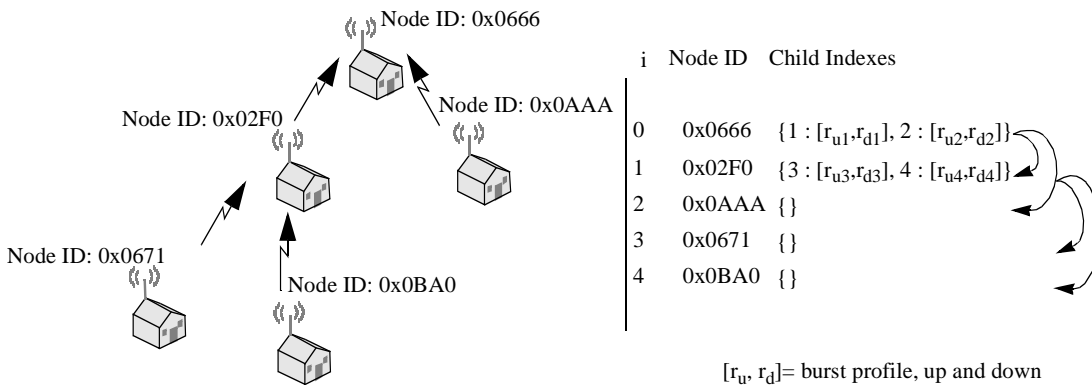 Node ID: 0x0666
Node ID: 0x02F0
Node ID: 0x0AAA
Node ID: 0x0671
Node ID: 0x0BA0
i Node ID Child Indexes
0 0x0666 {1 : [ru1,rd1], 2 : [ru2,rd2]}
1 0x02F0 {3 : [ru3,rd3], 4 : [ru4,rd4]}
2 0x0AAA {}
3 0x0671 {}
4 0x0BA0 {}
[ru, rd]= burst profile, up and down